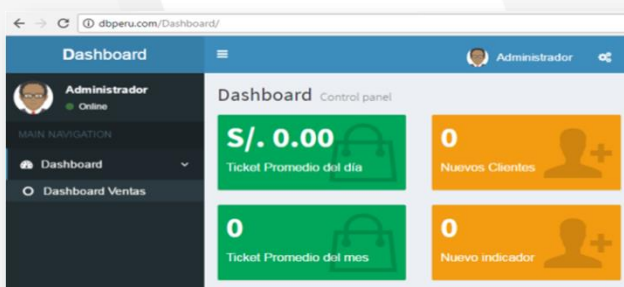 dbperu.com/Dashboard/
Dashboard
Administrador
Administrador
Online
Dashboard Control panel
MAIN NAVIGATION
Dashboard
Dashboard Ventas
S/. 0.00
Ticket Promedio del día
0
Nuevos Clientes
0
Ticket Promedio del mes
0
Nuevo indicador